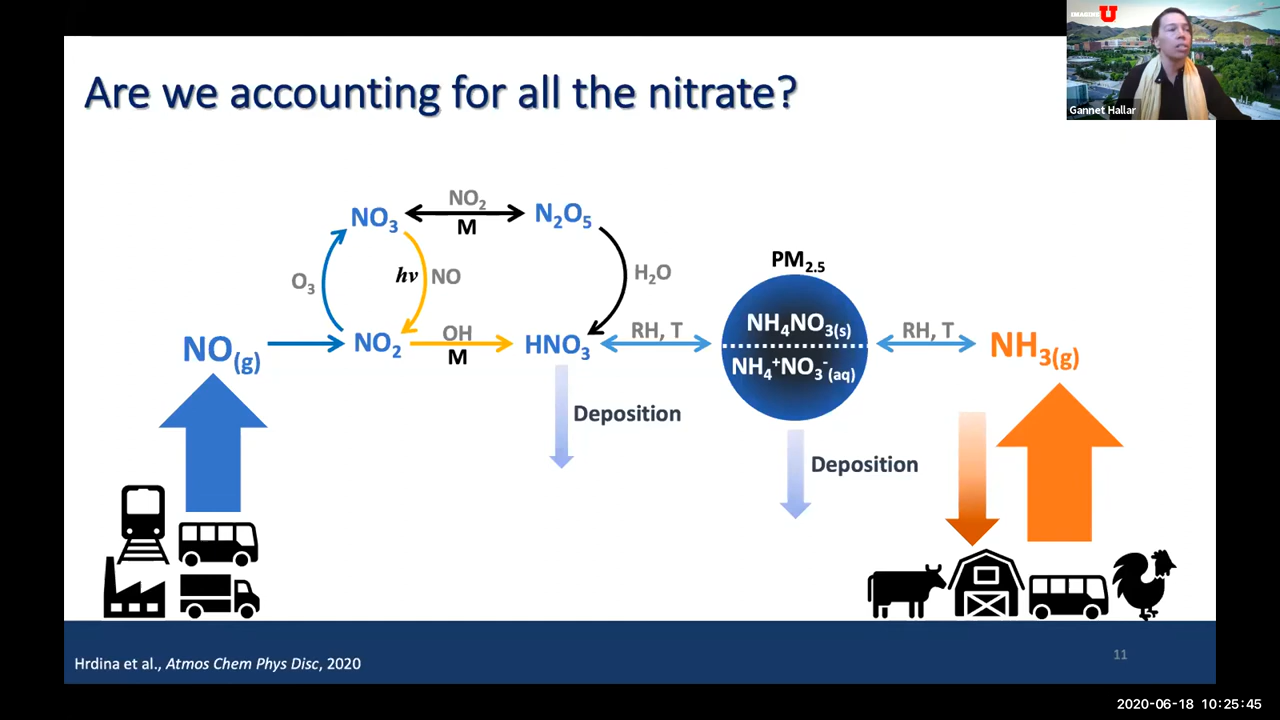 IMAGINE U
Gannet Hallar
Are we accounting for all the nitrate?
NO₂
NO₃
N₂O₅
M
O₃
hν
NO
H₂O
PM₂.₅
NO(g)
NO₂
OH
M
HNO₃
RH, T
NH₄NO₃(s)
NH₄⁺NO₃⁻(aq)
RH, T
NH₃(g)
Deposition
Deposition
Hrdina et al., Atmos Chem Phys Disc, 2020
11
2020-06-18 10:25:45